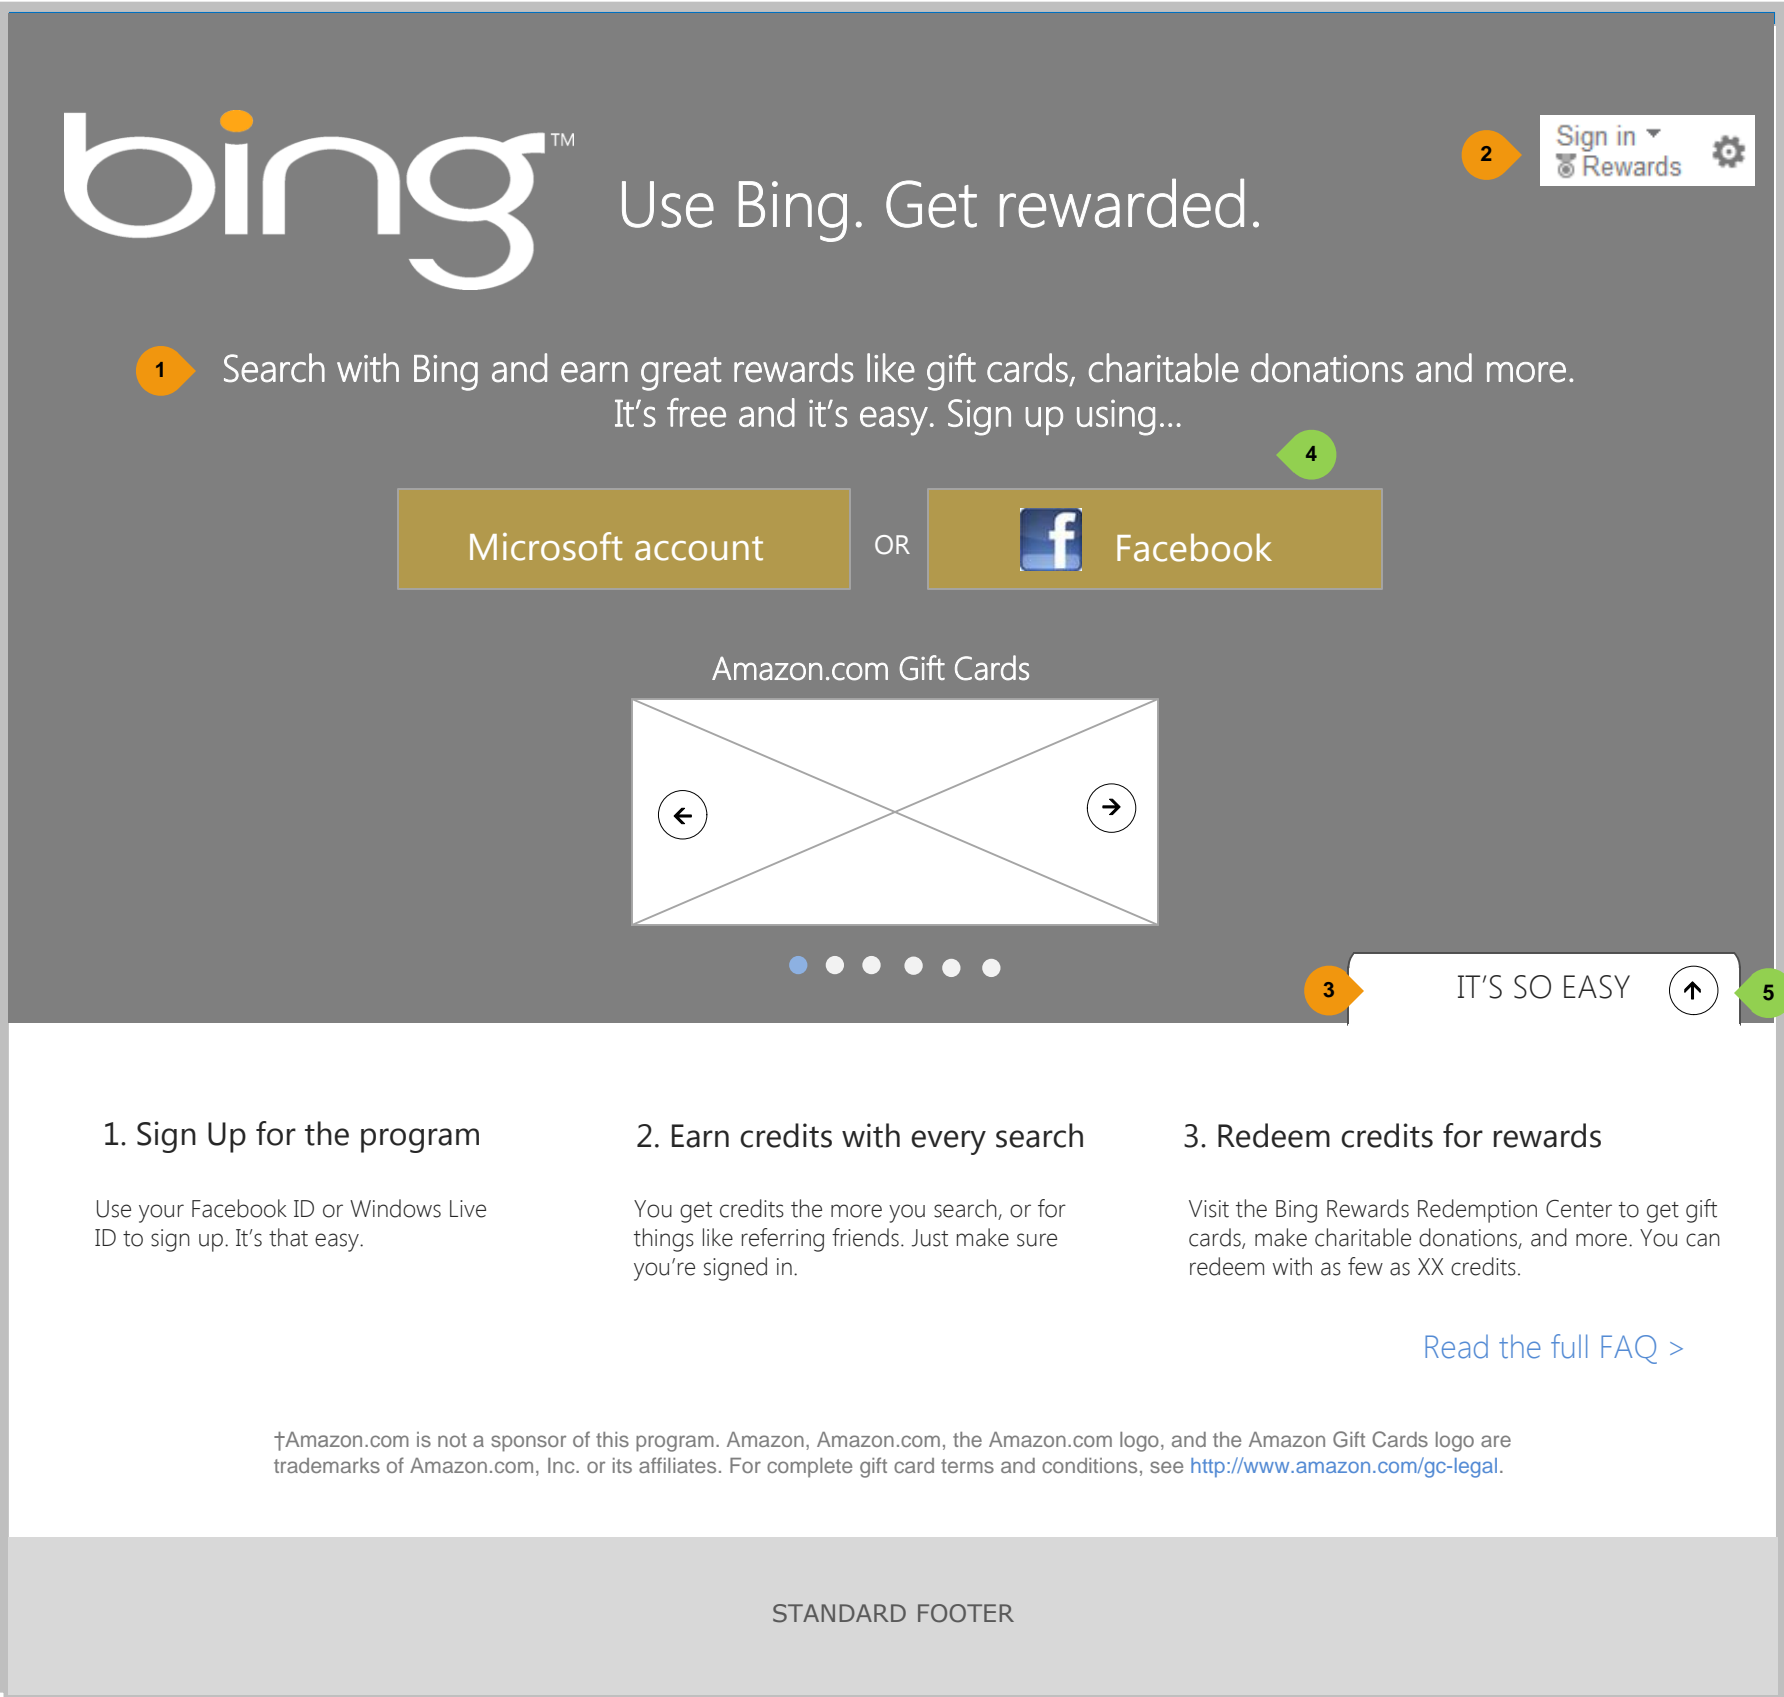 bing™
Use Bing. Get rewarded.
2
Sign in
Rewards
1
Search with Bing and earn great rewards like gift cards, charitable donations and more.
It’s free and it’s easy. Sign up using...
4
Microsoft account
OR
f
Facebook
Amazon.com Gift Cards
3
IT’S SO EASY
5
1. Sign Up for the program
Use your Facebook ID or Windows Live
ID to sign up. It’s that easy.
2. Earn credits with every search
You get credits the more you search, or for
things like referring friends. Just make sure
you’re signed in.
3. Redeem credits for rewards
Visit the Bing Rewards Redemption Center to get gift
cards, make charitable donations, and more. You can
redeem with as few as XX credits.
Read the full FAQ >
†Amazon.com is not a sponsor of this program. Amazon, Amazon.com, the Amazon.com logo, and the Amazon Gift Cards logo are
trademarks of Amazon.com, Inc. or its affiliates. For complete gift card terms and conditions, see http://www.amazon.com/gc-legal.
STANDARD FOOTER